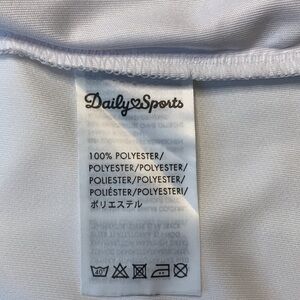 Daily♡Sports
100% POLYESTER/
POLYESTER/POLYESTER/
POLIESTER/POLYESTER/
POLIÉSTER/POLYESTERI/
ポリエステル